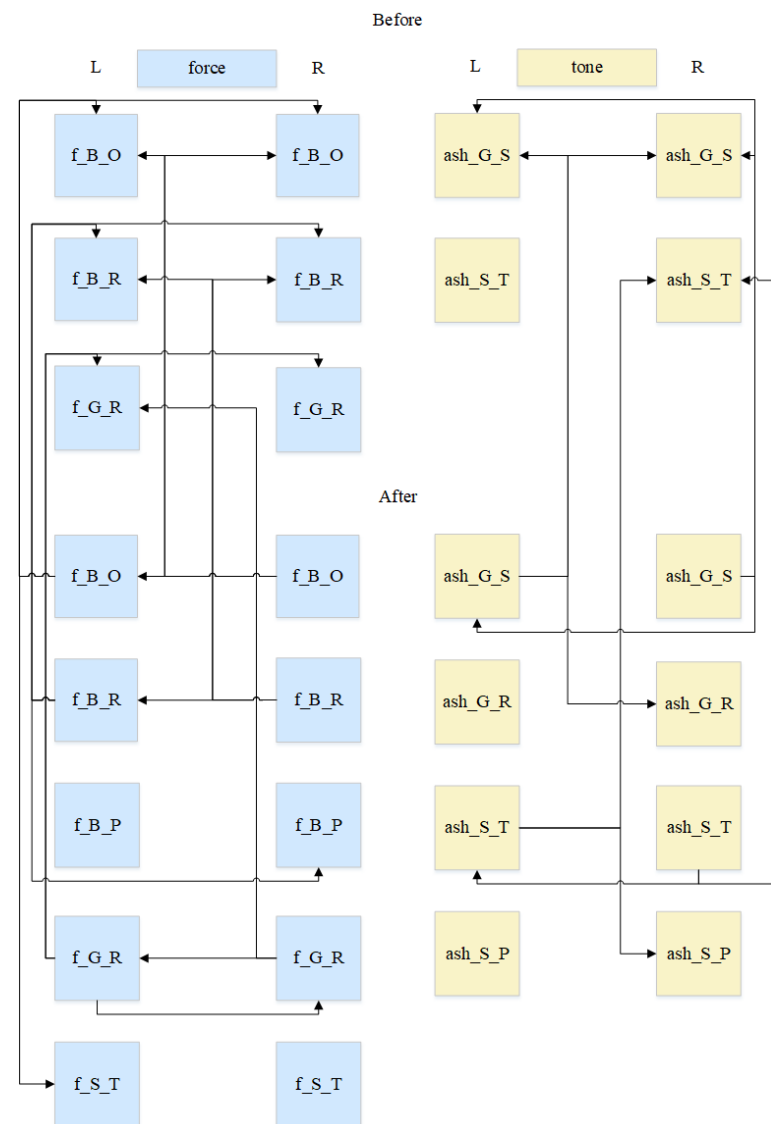 Before
L force R L tone R
f_B_O f_B_O ash_G_S ash_G_S
f_B_R f_B_R ash_S_T ash_S_T
f_G_R f_G_R
After
f_B_O f_B_O ash_G_S ash_G_S
f_B_R f_B_R ash_G_R ash_G_R
f_B_P f_B_P ash_S_T ash_S_T
f_G_R f_G_R ash_S_P ash_S_P
f_S_T f_S_T